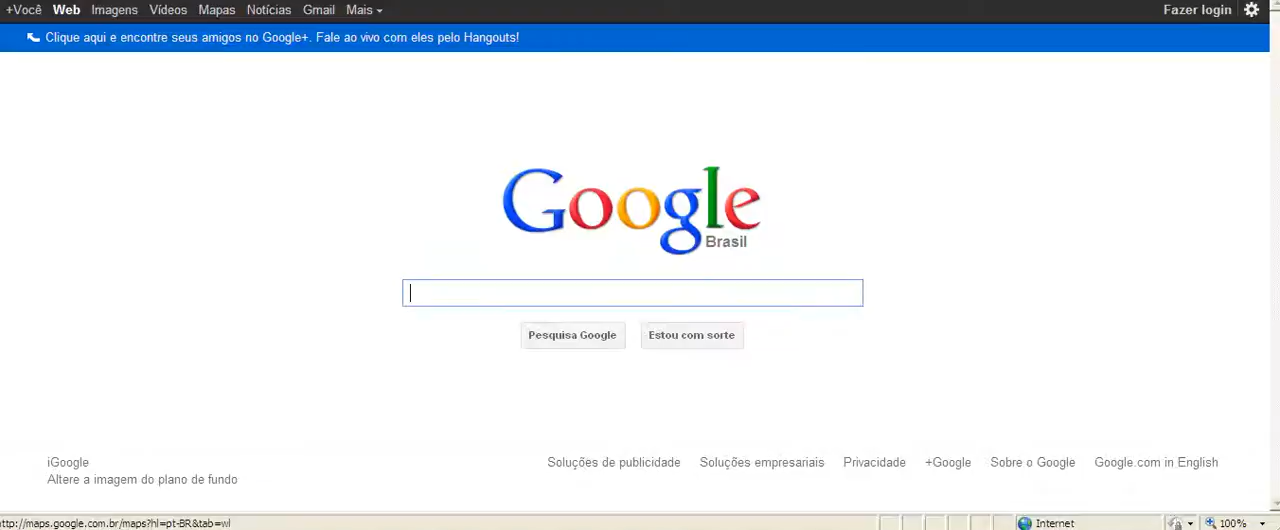 +Você Web Imagens Vídeos Mapas Notícias Gmail Mais Fazer login
Clique aqui e encontre seus amigos no Google+. Fale ao vivo com eles pelo Hangouts!
Google
Brasil
Pesquisa Google Estou com sorte
iGoogle Soluções de publicidade Soluções empresariais Privacidade +Google Sobre o Google Google.com in English
Altere a imagem do plano de fundo
http://maps.google.com.br/maps?hl=pt-BR&tab=wl Internet 100%